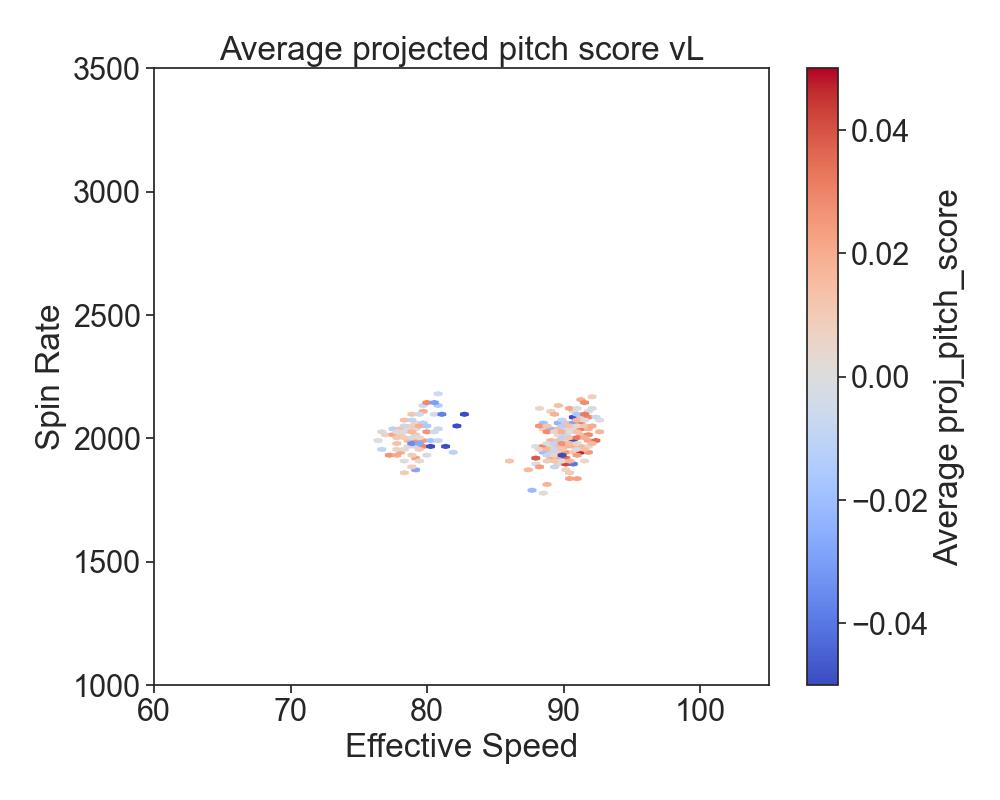 Average projected pitch score vL
3500
3000
2500
2000
1500
1000
Spin Rate
60 70 80 90 100
Effective Speed
0.04
0.02
0.00
−0.02
−0.04
Average proj_pitch_score